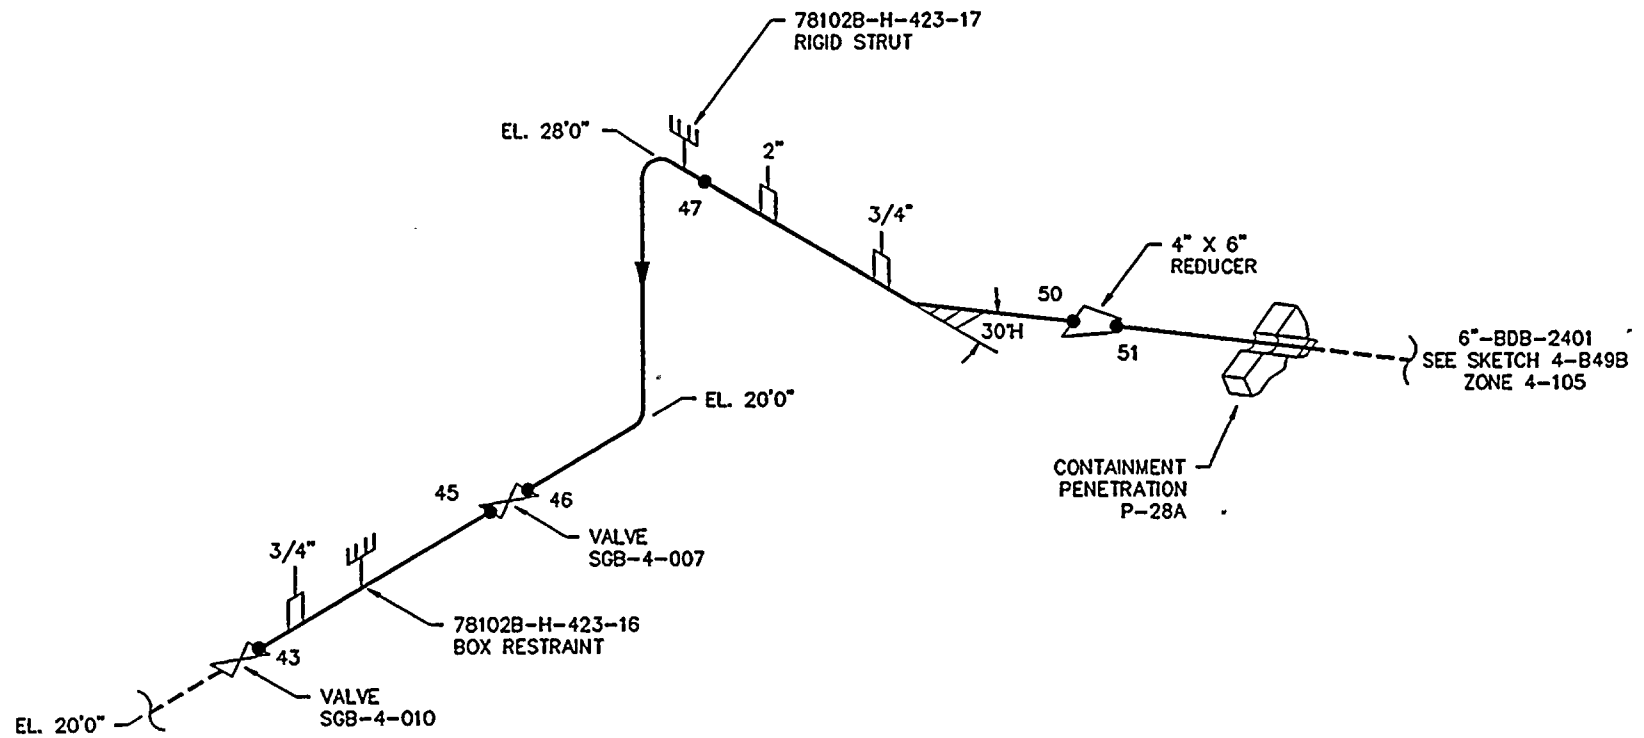 78102B-H-423-17
RIGID STRUT
EL. 28'0"
2"
47
3/4"
4" X 6"
REDUCER
50
30°H
51
6"-BDB-2401
SEE SKETCH 4-B49B
ZONE 4-105
EL. 20'0"
CONTAINMENT
PENETRATION
P-28A
45
46
VALVE
SGB-4-007
3/4"
78102B-H-423-16
BOX RESTRAINT
43
VALVE
SGB-4-010
EL. 20'0"